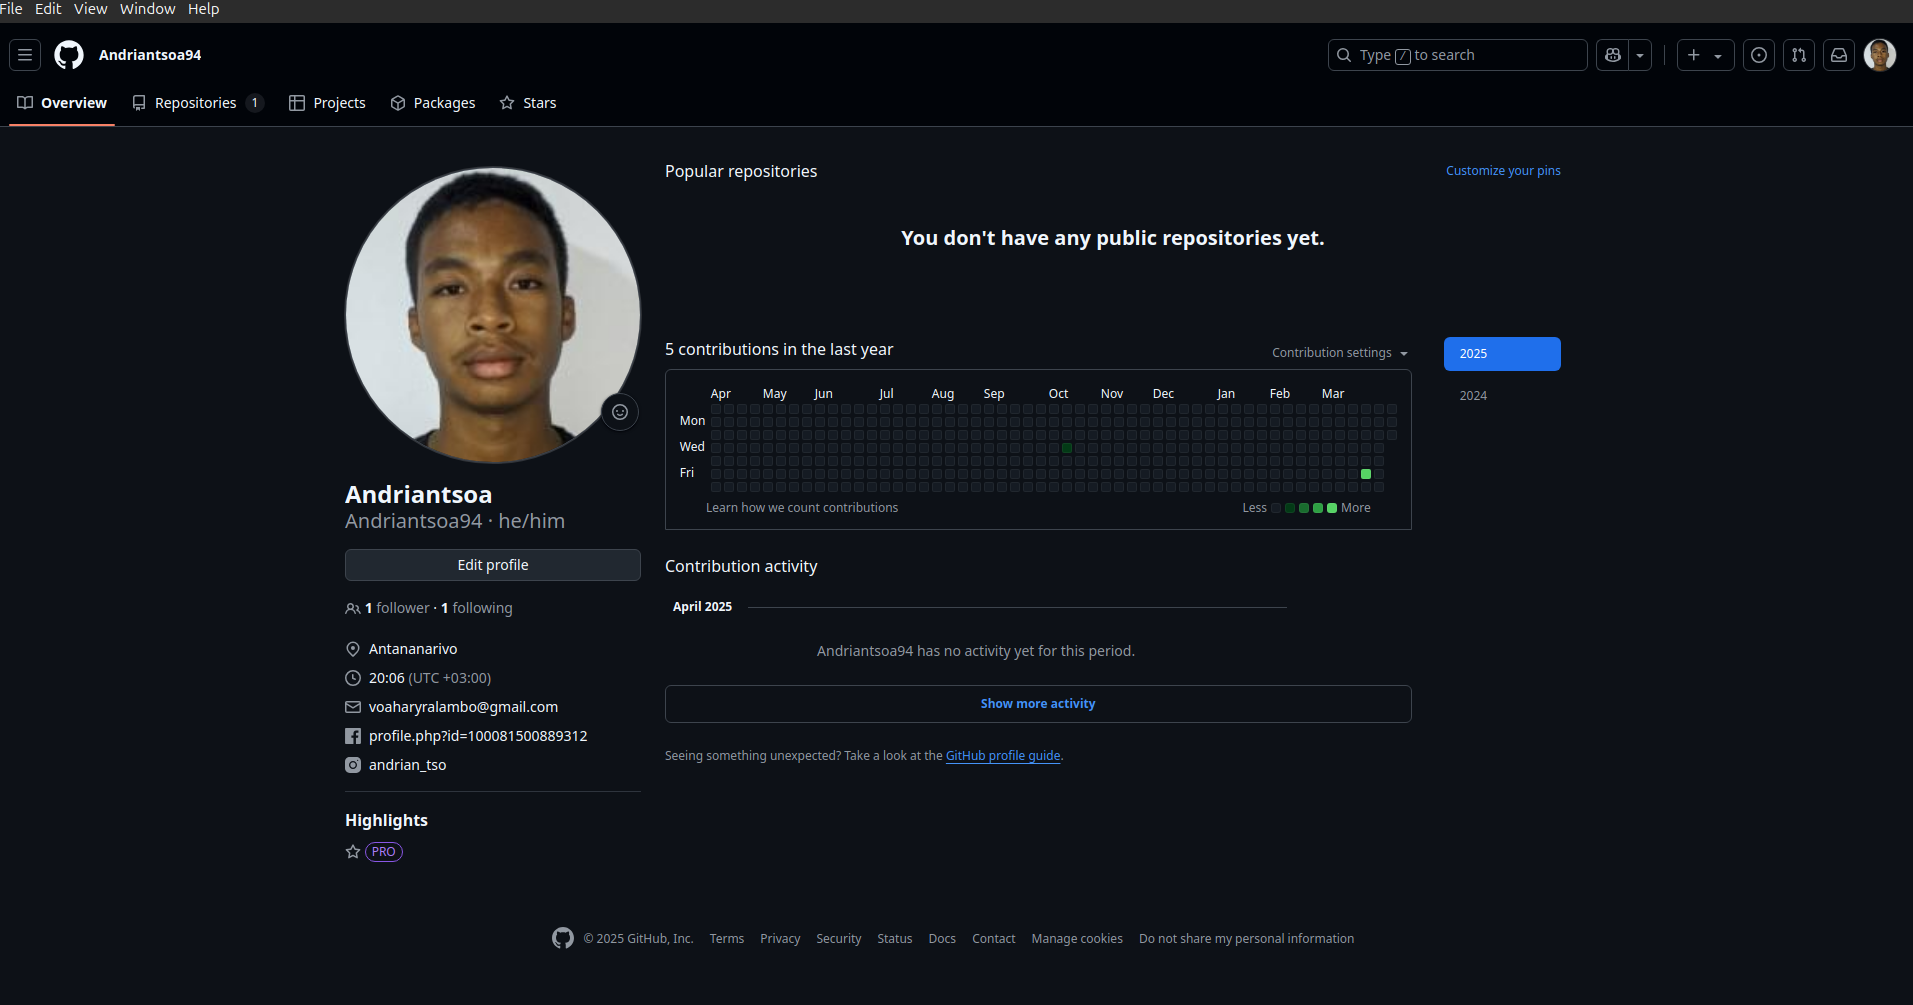 File Edit View Window Help
Andriantsoa94
Type / to search
Overview Repositories 1 Projects Packages Stars
Popular repositories
Customize your pins
You don't have any public repositories yet.
5 contributions in the last year
Contribution settings
2025
2024
Apr May Jun Jul Aug Sep Oct Nov Dec Jan Feb Mar
Mon
Wed
Fri
Learn how we count contributions
Less More
Andriantsoa
Andriantsoa94 · he/him
Edit profile
1 follower · 1 following
Antananarivo
20:06 (UTC +03:00)
voaharyralambo@gmail.com
profile.php?id=100081500889312
andrian_tso
Highlights
PRO
Contribution activity
April 2025
Andriantsoa94 has no activity yet for this period.
Show more activity
Seeing something unexpected? Take a look at the GitHub profile guide.
© 2025 GitHub, Inc. Terms Privacy Security Status Docs Contact Manage cookies Do not share my personal information